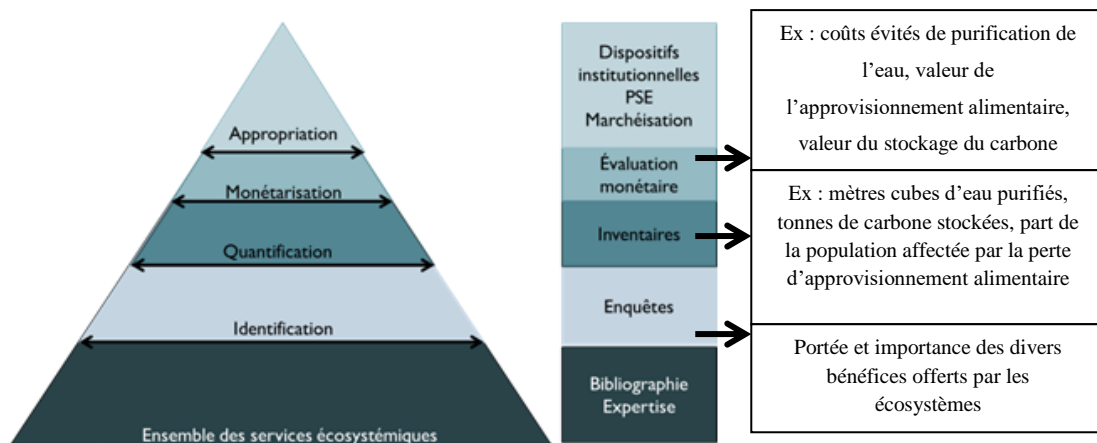 Appropriation
Monétarisation
Quantification
Identification
Ensemble des services écosystémiques
Dispositifs
institutionnelles
PSE
Marchéisation
Évaluation
monétaire
Inventaires
Enquêtes
Bibliographie
Expertise
Ex : coûts évités de purification de
l’eau, valeur de
l’approvisionnement alimentaire,
valeur du stockage du carbone
Ex : mètres cubes d’eau purifiés,
tonnes de carbone stockées, part de
la population affectée par la perte
d’approvisionnement alimentaire
Portée et importance des divers
bénéfices offerts par les
écosystèmes